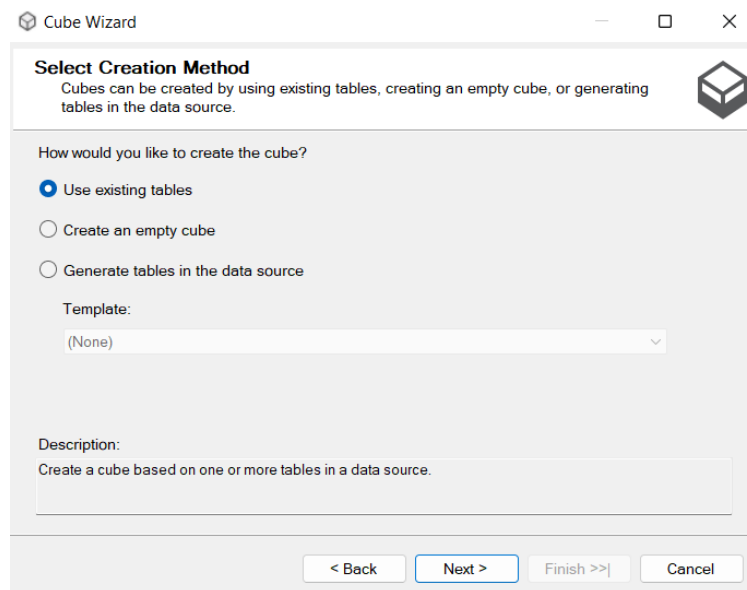 Cube Wizard
Select Creation Method
Cubes can be created by using existing tables, creating an empty cube, or generating
tables in the data source.
How would you like to create the cube?
Use existing tables
Create an empty cube
Generate tables in the data source
Template:
(None)
Description:
Create a cube based on one or more tables in a data source.
< Back
Next >
Finish >>|
Cancel